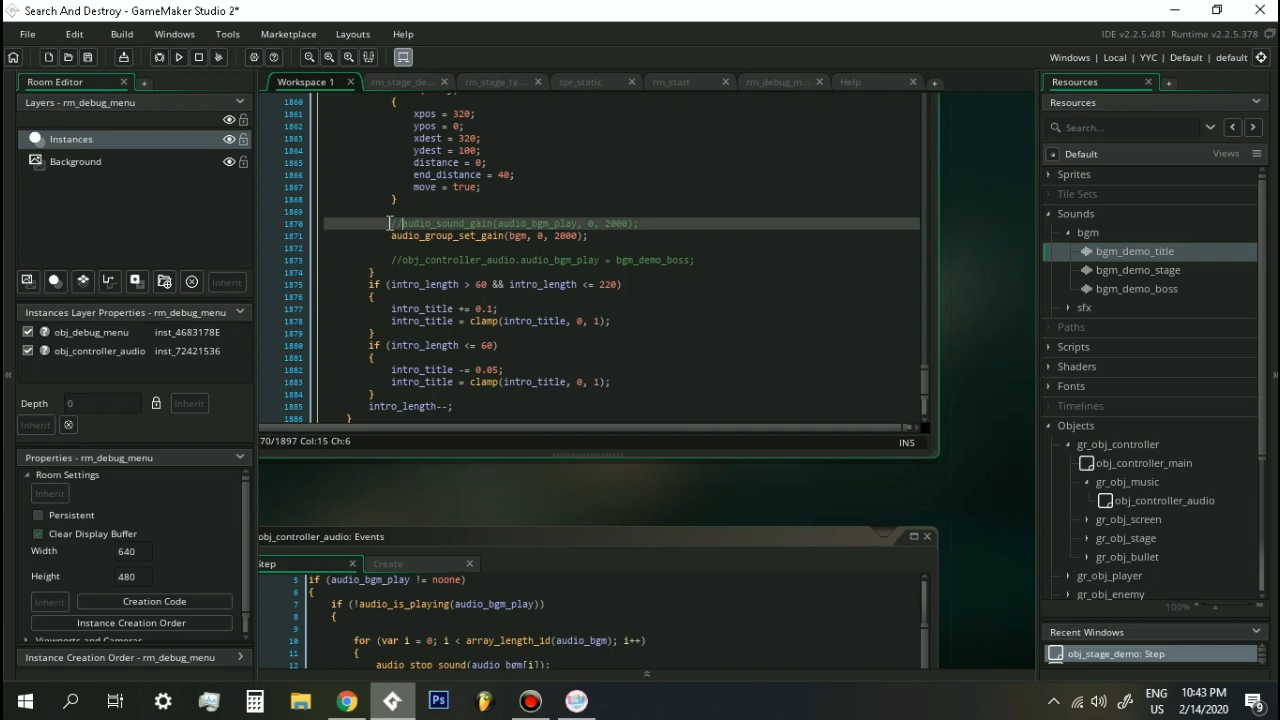 Search And Destroy - GameMaker Studio 2*
File Edit Build Windows Tools Marketplace Layouts Help
IDE v2.2.5.481 Runtime v2.2.5.378
Windows | Local | YYC | Default | default
Room Editor
Layers - rm_debug_menu
Instances
Background
Inherit
Instances Layer Properties - rm_debug_menu
obj_debug_menu inst_4683178E
obj_controller_audio inst_72421536
Depth 0 Inherit
Inherit
Properties - rm_debug_menu
Room Settings
Inherit
Persistent
Clear Display Buffer
Width 640
Height 480
Inherit Creation Code
Instance Creation Order
Viewports and Cameras
Instance Creation Order - rm_debug_menu
Workspace 1 rm_stage_de... rm_stage_te... spr_static rm_start rm_debug_m... Help
1860 {
1861 xpos = 320;
1862 ypos = 0;
1863 xdest = 320;
1864 ydest = 100;
1865 distance = 0;
1866 end_distance = 40;
1867 move = true;
1868 }
1869
1870 //audio_sound_gain(audio_bgm_play, 0, 2000);
1871 audio_group_set_gain(bgm, 0, 2000);
1872
1873 //obj_controller_audio.audio_bgm_play = bgm_demo_boss;
1874 }
1875 if (intro_length > 60 && intro_length <= 220)
1876 {
1877 intro_title += 0.1;
1878 intro_title = clamp(intro_title, 0, 1);
1879 }
1880 if (intro_length <= 60)
1881 {
1882 intro_title -= 0.05;
1883 intro_title = clamp(intro_title, 0, 1);
1884 }
1885 intro_length--;
1886 }
70/1897 Col:15 Ch:6 INS
obj_controller_audio: Events
Step Create
5 if (audio_bgm_play != noone)
6 {
7 if (!audio_is_playing(audio_bgm_play))
8 {
9
10 for (var i = 0; i < array_length_1d(audio_bgm); i++)
11 {
12 audio_stop_sound(audio_bgm[i]);
Resources
Resources
Search...
Default Views
Sprites
Tile Sets
Sounds
bgm
bgm_demo_title
bgm_demo_stage
bgm_demo_boss
sfx
Paths
Scripts
Shaders
Fonts
Timelines
Objects
gr_obj_controller
obj_controller_main
gr_obj_music
obj_controller_audio
gr_obj_screen
gr_obj_stage
gr_obj_bullet
gr_obj_player
gr_obj_enemy
100%
Recent Windows
obj_stage_demo: Step
Ps
ENG
US
10:43 PM
2/14/2020
9